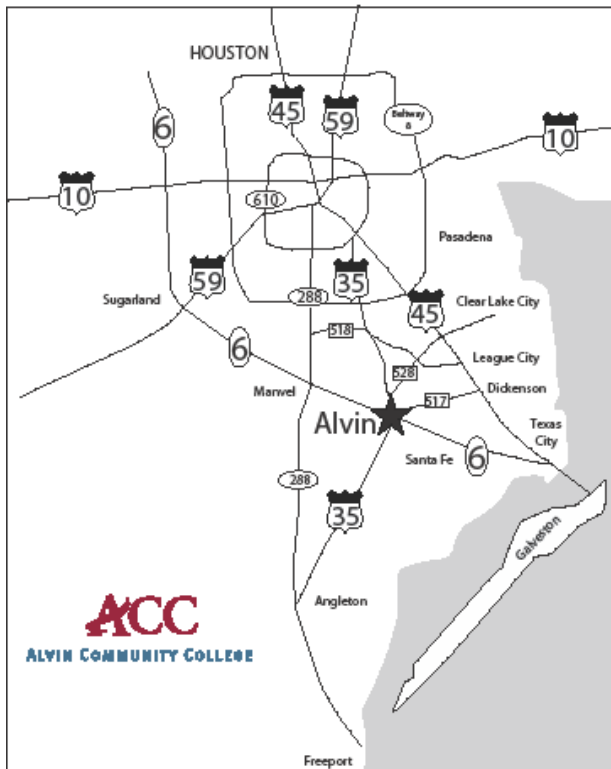 HOUSTON
45
59
Beltway
8
6
10
10
610
Pasadena
59
35
288
Sugarland
45
Clear Lake City
518
6
League City
528
Manvel
Dickenson
517
Alvin
Texas
City
Santa Fe
6
288
35
Galveston
Angleton
ACC
ALVIN COMMUNITY COLLEGE
Freeport